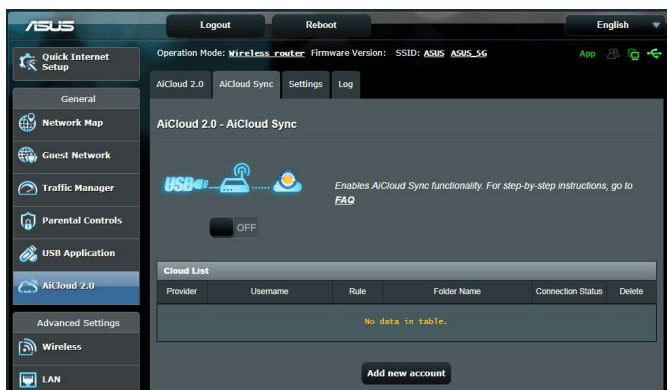 ASUS
Logout
Reboot
English
Quick Internet Setup
Operation Mode: Wireless router Firmware Version: SSID: ASUS ASUS_5G
App
AiCloud 2.0
AiCloud Sync
Settings
Log
General
Network Map
Guest Network
Traffic Manager
Parental Controls
USB Application
AiCloud 2.0
Advanced Settings
Wireless
LAN
AiCloud 2.0 - AiCloud Sync
USB
Enables AiCloud Sync functionality. For step-by-step instructions, go to
FAQ
OFF
Cloud List
Provider Username Rule Folder Name Connection Status Delete
No data in table.
Add new account